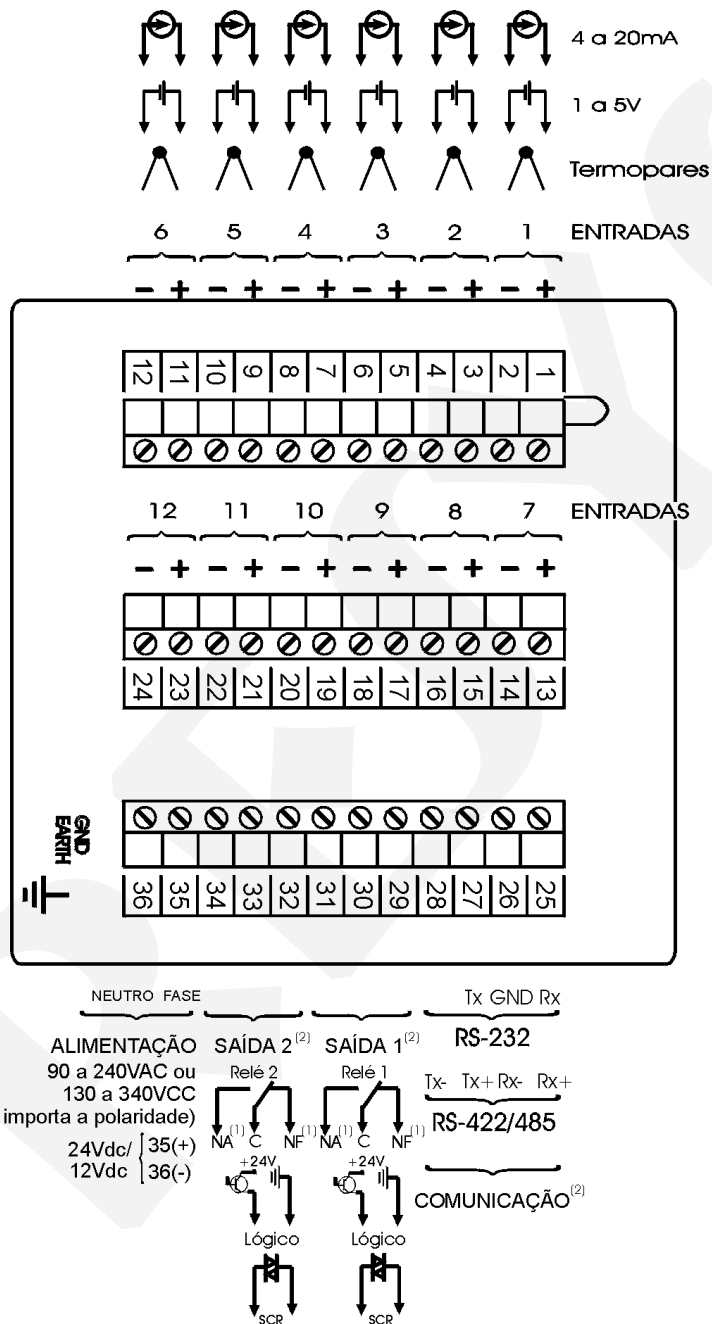 4 a 20mA
1 a 5V
Termopares
6 5 4 3 2 1 ENTRADAS
- + - + - + - + - + - +
12 11 10 9 8 7 6 5 4 3 2 1
12 11 10 9 8 7 ENTRADAS
- + - + - + - + - + - +
24 23 22 21 20 19 18 17 16 15 14 13
GND
EARTH
36 35 34 33 32 31 30 29 28 27 26 25
NEUTRO FASE
ALIMENTAÇÃO
90 a 240VAC ou
130 a 340VCC
importa a polaridade)
24Vdc/ 35(+)
12Vdc 36(-)
SAÍDA 2(2)
Relé 2
NA(1) C NF(1)
+24V
Lógico
SCR
SAÍDA 1(2)
Relé 1
NA(1) C NF(1)
+24V
Lógico
SCR
Tx GND Rx
RS-232
Tx- Tx+ Rx- Rx+
RS-422/485
COMUNICAÇÃO(2)